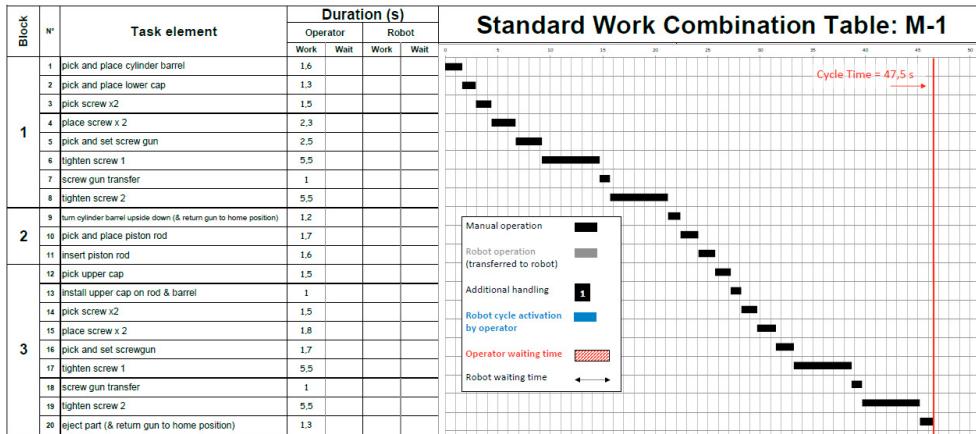 Block N° Task element Duration (s) Standard Work Combination Table: M-1
Operator Robot
Work Wait Work Wait
0 5 10 15 20 25 30 35 40 45 50
Cycle Time = 47,5 s
1
1 pick and place cylinder barrel 1,6
2 pick and place lower cap 1,3
3 pick screw x2 1,5
4 place screw x 2 2,3
5 pick and set screw gun 2,5
6 tighten screw 1 5,5
7 screw gun transfer 1
8 tighten screw 2 5,5
2
9 turn cylinder barrel upside down (& return gun to home position) 1,2
10 pick and place piston rod 1,7
11 insert piston rod 1,6
3
12 pick upper cap 1,5
13 install upper cap on rod & barrel 1
14 pick screw x2 1,5
15 place screw x 2 1,8
16 pick and set screwgun 1,7
17 tighten screw 1 5,5
18 screw gun transfer 1
19 tighten screw 2 5,5
20 eject part (& return gun to home position) 1,3
Manual operation
Robot operation
(transferred to robot)
Additional handling 1
Robot cycle activation
by operator
Operator waiting time
Robot waiting time